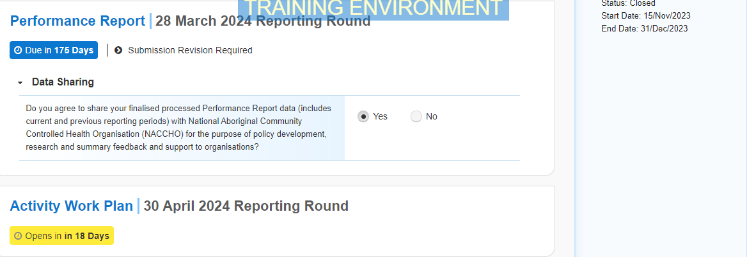 TRAINING ENVIRONMENT
Performance Report | 28 March 2024 Reporting Round
Due in 175 Days | Submission Revision Required
Data Sharing
Do you agree to share your finalised processed Performance Report data (includes
current and previous reporting periods) with National Aboriginal Community
Controlled Health Organisation (NACCHO) for the purpose of policy development,
research and summary feedback and support to organisations?
Yes No
Activity Work Plan | 30 April 2024 Reporting Round
Opens in in 18 Days
Status: Closed
Start Date: 15/Nov/2023
End Date: 31/Dec/2023